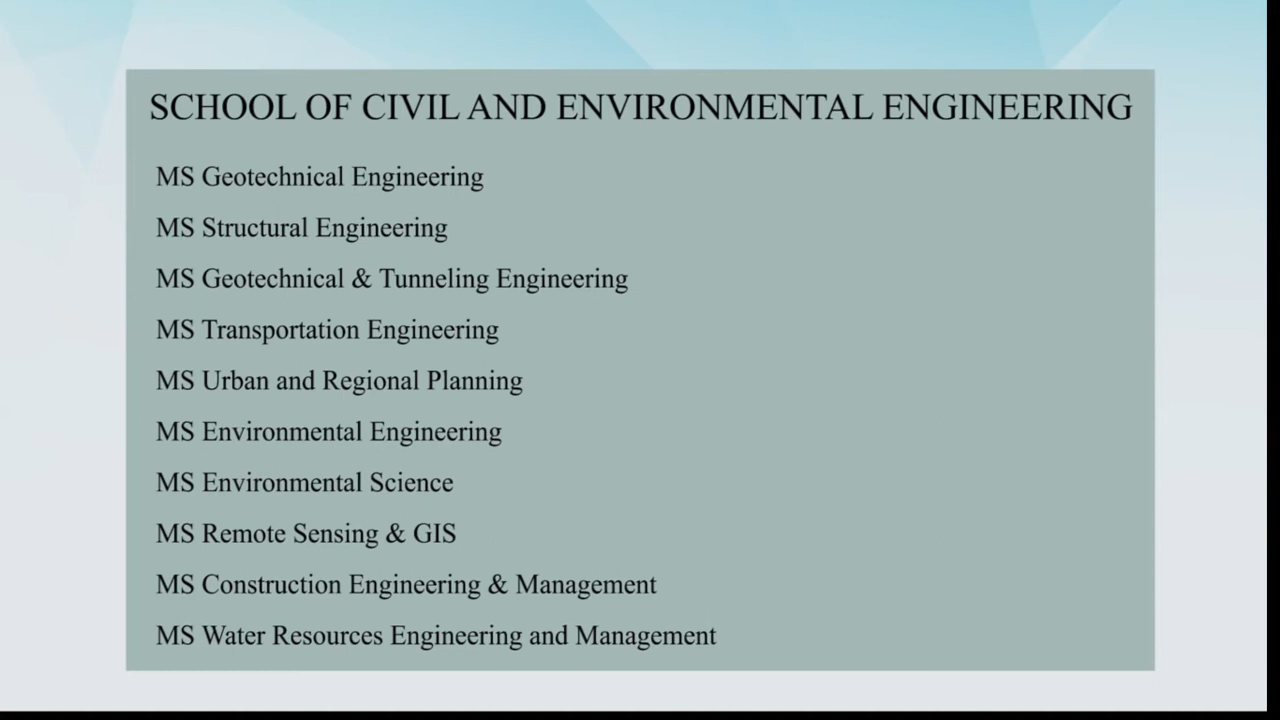 SCHOOL OF CIVIL AND ENVIRONMENTAL ENGINEERING
MS Geotechnical Engineering
MS Structural Engineering
MS Geotechnical & Tunneling Engineering
MS Transportation Engineering
MS Urban and Regional Planning
MS Environmental Engineering
MS Environmental Science
MS Remote Sensing & GIS
MS Construction Engineering & Management
MS Water Resources Engineering and Management